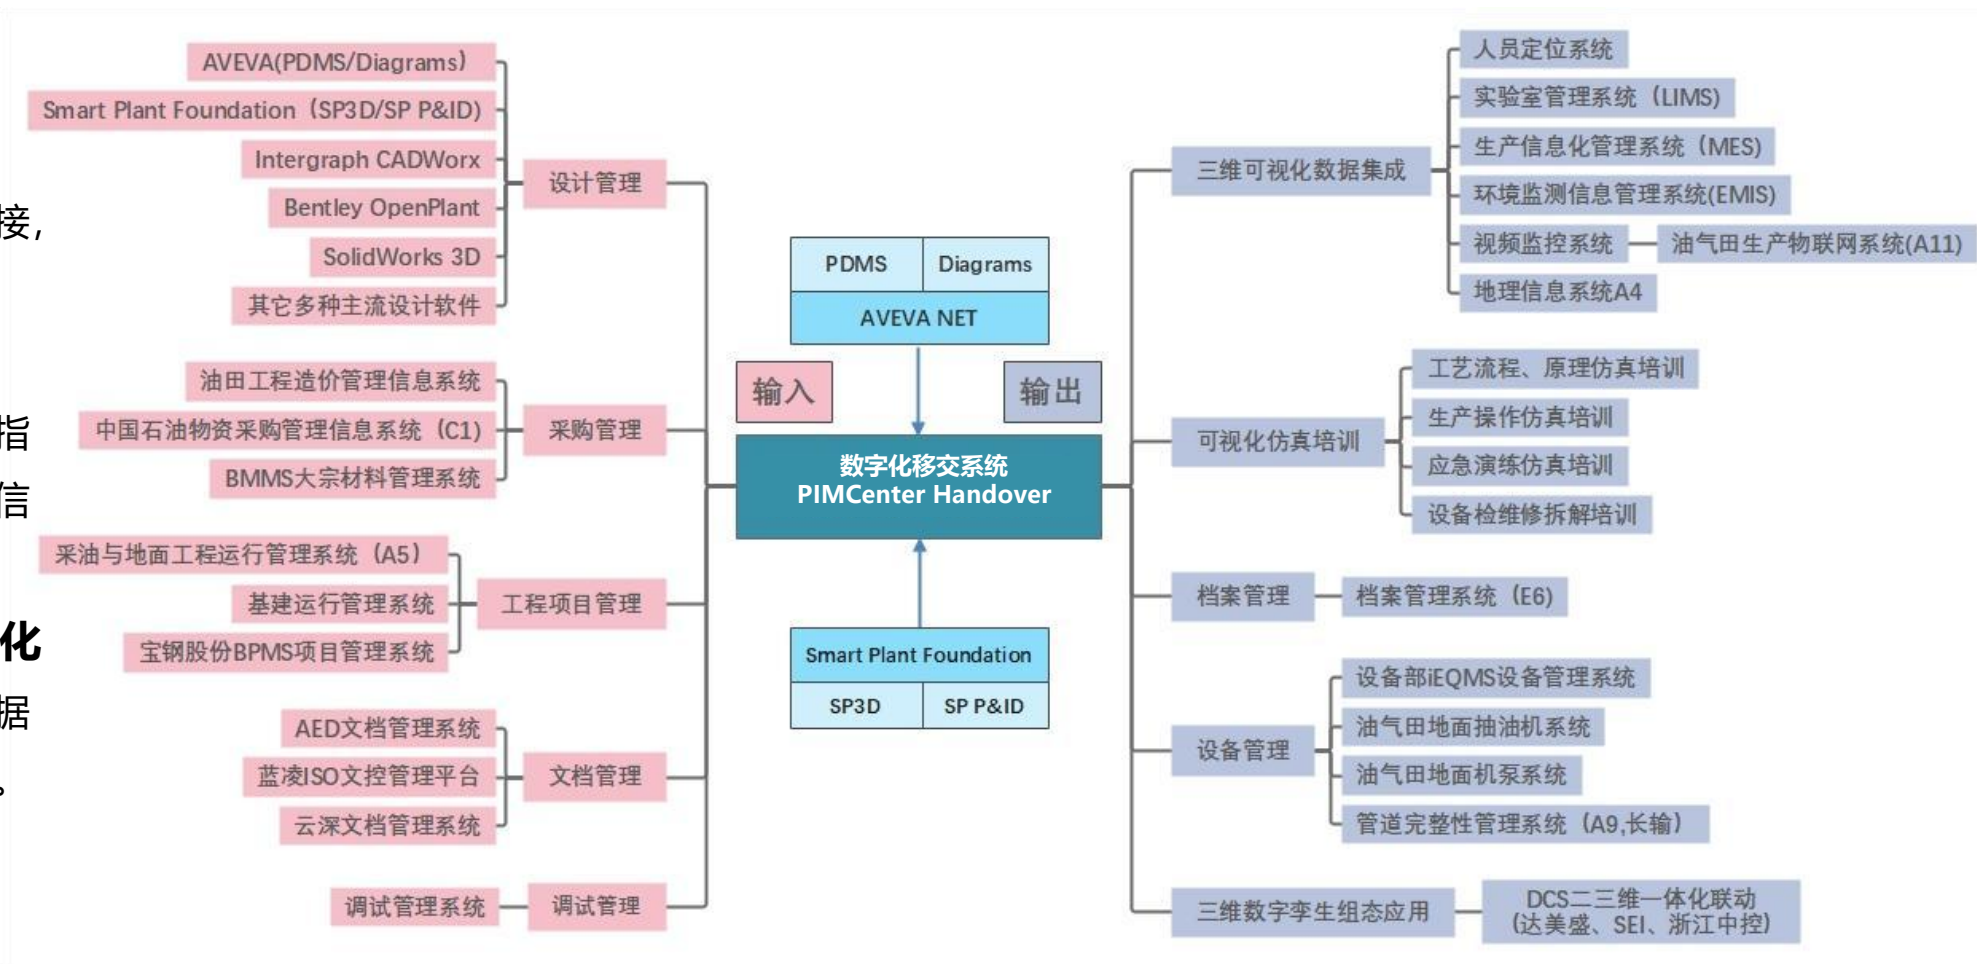 接，
指
信
化
据
。
AVEVA(PDMS/Diagrams)
Smart Plant Foundation（SP3D/SP P&ID)
Intergraph CADWorx
Bentley OpenPlant
SolidWorks 3D
其它多种主流设计软件
设计管理
油田工程造价管理信息系统
中国石油物资采购管理信息系统（C1)
BMMS大宗材料管理系统
采购管理
采油与地面工程运行管理系统（A5）
基建运行管理系统
宝钢股份BPMS项目管理系统
工程项目管理
AED文档管理系统
蓝凌ISO文控管理平台
云深文档管理系统
文档管理
调试管理系统
调试管理
PDMS
Diagrams
AVEVA NET
输入
输出
数字化移交系统
PIMCenter Handover
Smart Plant Foundation
SP3D
SP P&ID
三维可视化数据集成
人员定位系统
实验室管理系统（LIMS)
生产信息化管理系统（MES)
环境监测信息管理系统(EMIS)
视频监控系统
油气田生产物联网系统(A11)
地理信息系统A4
可视化仿真培训
工艺流程、原理仿真培训
生产操作仿真培训
应急演练仿真培训
设备检维修拆解培训
档案管理
档案管理系统（E6)
设备管理
设备部iEQMS设备管理系统
油气田地面抽油机系统
油气田地面机泵系统
管道完整性管理系统（A9,长输）
三维数字孪生组态应用
DCS二三维一体化联动
(达美盛、SEI、浙江中控)